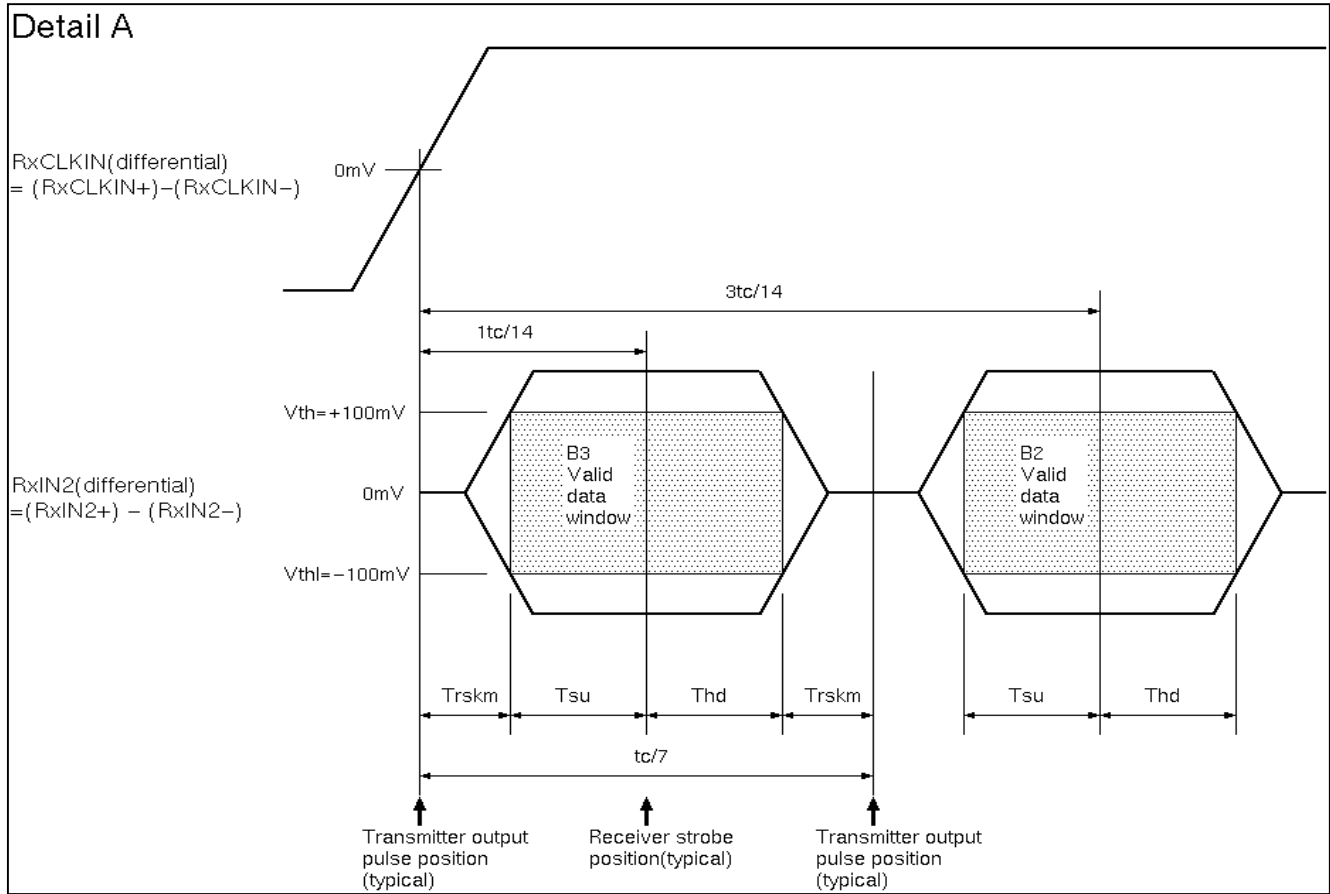 Detail A
RxCLKIN(differential)
= (RxCLKIN+)−(RxCLKIN−)
0mV
3tc/14
1tc/14
Vth=+100mV
B3
Valid
data
window
B2
Valid
data
window
RxIN2(differential)
=(RxIN2+) − (RxIN2−)
0mV
Vthl=−100mV
Trskm
Tsu
Thd
Trskm
Tsu
Thd
tc/7
Transmitter output
pulse position
(typical)
Receiver strobe
position(typical)
Transmitter output
pulse position
(typical)